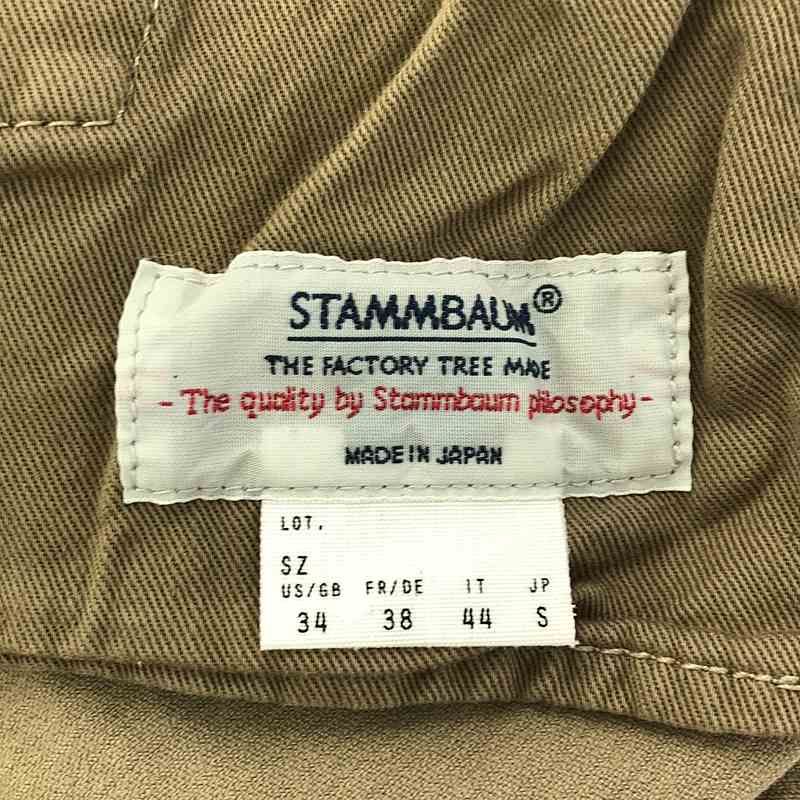 STAMMBAUM®
THE FACTORY TREE MADE
- The quality by Stammbaum pilosophy -
MADE IN JAPAN
LOT.
SZ
US/GB FR/DE IT JP
34 38 44 S